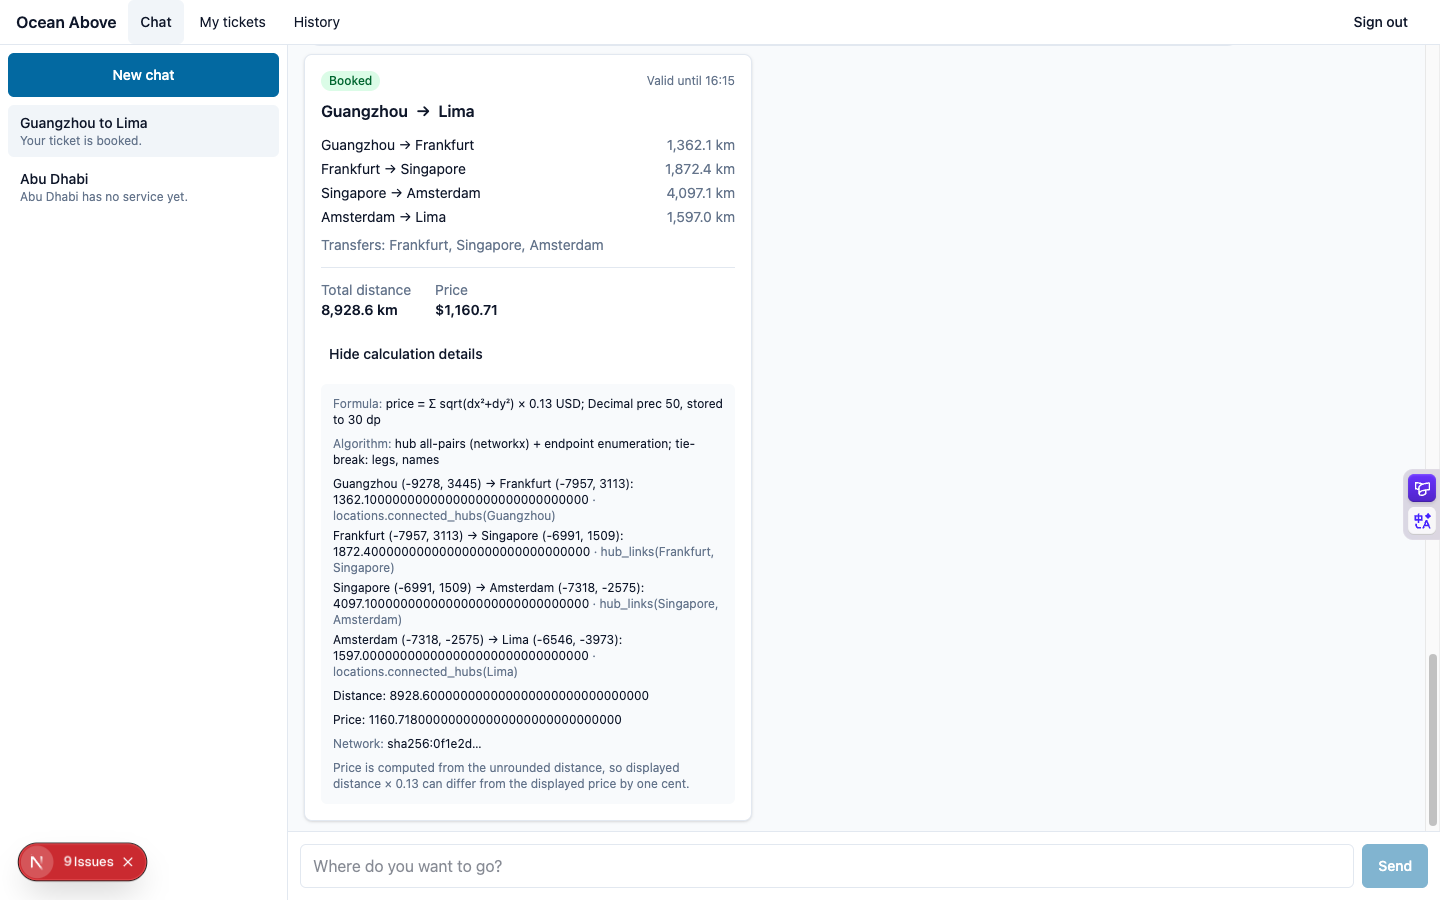 Ocean Above
Chat
My tickets
History
Sign out
New chat
Guangzhou to Lima
Your ticket is booked.
Abu Dhabi
Abu Dhabi has no service yet.
Booked
Valid until 16:15
Guangzhou → Lima
Guangzhou → Frankfurt 1,362.1 km
Frankfurt → Singapore 1,872.4 km
Singapore → Amsterdam 4,097.1 km
Amsterdam → Lima 1,597.0 km
Transfers: Frankfurt, Singapore, Amsterdam
Total distance Price
8,928.6 km $1,160.71
Hide calculation details
Formula: price = Σ sqrt(dx²+dy²) × 0.13 USD; Decimal prec 50, stored
to 30 dp
Algorithm: hub all-pairs (networkx) + endpoint enumeration; tie-
break: legs, names
Guangzhou (-9278, 3445) → Frankfurt (-7957, 3113):
1362.100000000000000000000000000000 ·
locations.connected_hubs(Guangzhou)
Frankfurt (-7957, 3113) → Singapore (-6991, 1509):
1872.400000000000000000000000000000 · hub_links(Frankfurt,
Singapore)
Singapore (-6991, 1509) → Amsterdam (-7318, -2575):
4097.100000000000000000000000000000 · hub_links(Singapore,
Amsterdam)
Amsterdam (-7318, -2575) → Lima (-6546, -3973):
1597.000000000000000000000000000000 ·
locations.connected_hubs(Lima)
Distance: 8928.600000000000000000000000000000
Price: 1160.718000000000000000000000000000
Network: sha256:0f1e2d…
Price is computed from the unrounded distance, so displayed
distance × 0.13 can differ from the displayed price by one cent.
N 9 Issues
Where do you want to go?
Send
中A